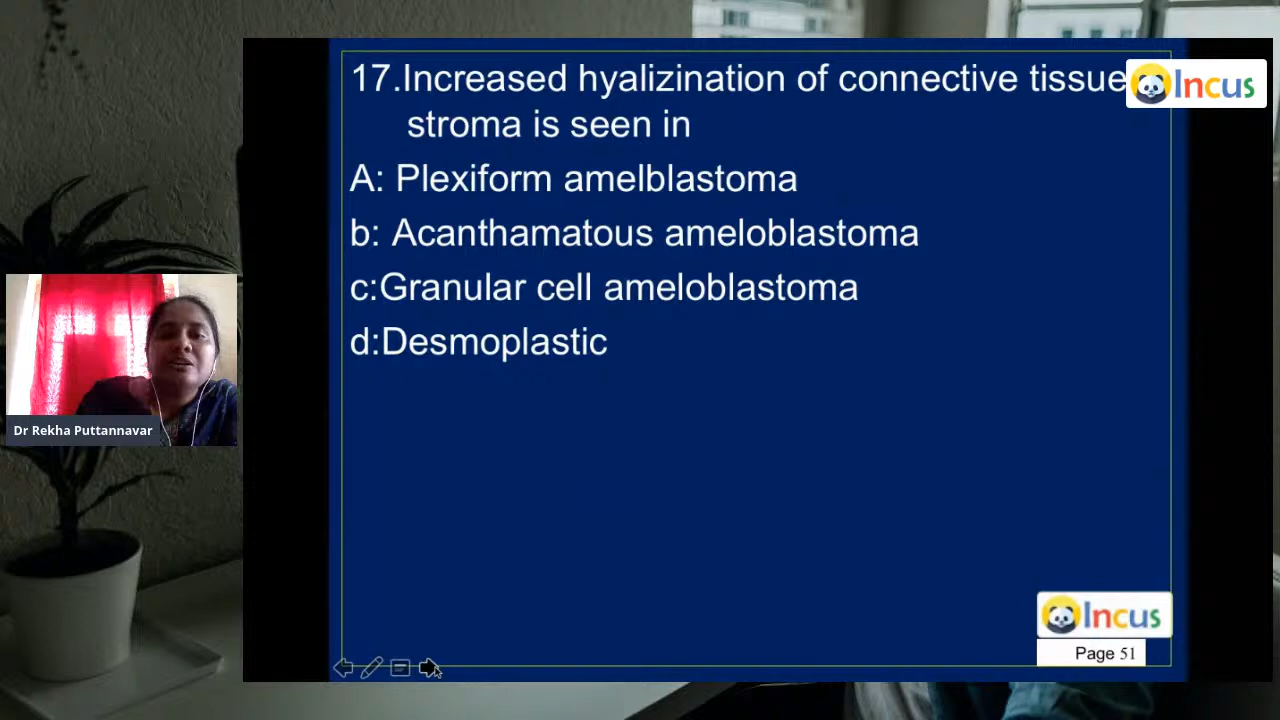 17.Increased hyalizination of connective tissue
stroma is seen in
A: Plexiform amelblastoma
b: Acanthamatous ameloblastoma
c:Granular cell ameloblastoma
d:Desmoplastic
Incus
Dr Rekha Puttannavar
Incus
Page 51